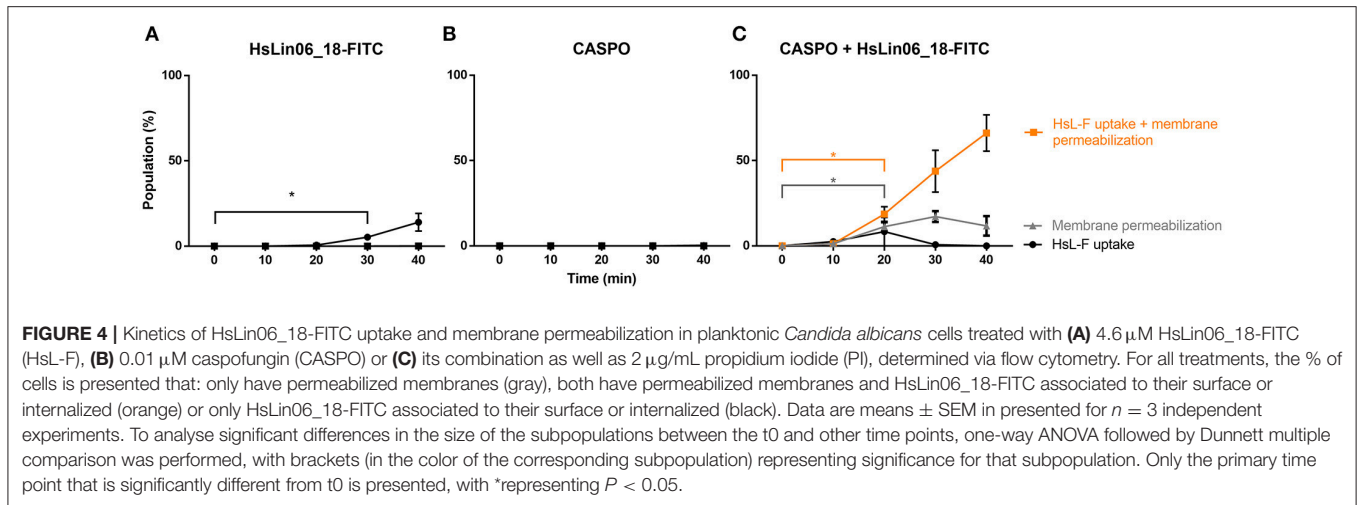 A
B
C
HsLin06_18-FITC
CASPO
CASPO + HsLin06_18-FITC
Population (%)
100
50
0
0 10 20 30 40
*
100
50
0
0 10 20 30 40
Time (min)
100
50
0
0 10 20 30 40
*
*
HsL-F uptake + membrane
permeabilization
Membrane permeabilization
HsL-F uptake
FIGURE 4 | Kinetics of HsLin06_18-FITC uptake and membrane permeabilization in planktonic Candida albicans cells treated with (A) 4.6 μM HsLin06_18-FITC
(HsL-F), (B) 0.01 μM caspofungin (CASPO) or (C) its combination as well as 2 μg/mL propidium iodide (PI), determined via flow cytometry. For all treatments, the % of
cells is presented that: only have permeabilized membranes (gray), both have permeabilized membranes and HsLin06_18-FITC associated to their surface or
internalized (orange) or only HsLin06_18-FITC associated to their surface or internalized (black). Data are means ± SEM in presented for n = 3 independent
experiments. To analyse significant differences in the size of the subpopulations between the t0 and other time points, one-way ANOVA followed by Dunnett multiple
comparison was performed, with brackets (in the color of the corresponding subpopulation) representing significance for that subpopulation. Only the primary time
point that is significantly different from t0 is presented, with *representing P < 0.05.